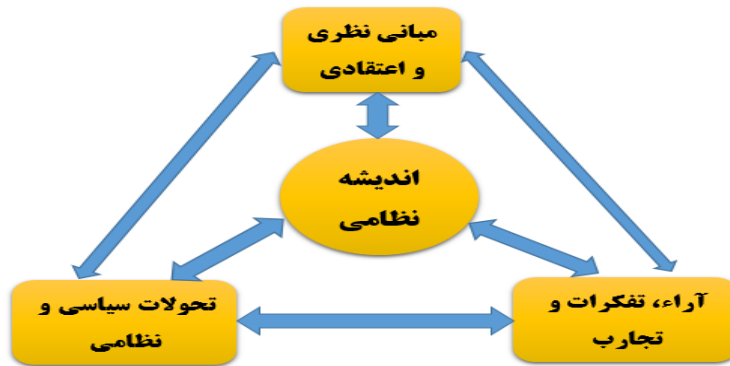 مبانی نظری
و اعتقادی
اندیشه
نظامی
آراء، تفکرات و
تجارب
تحولات سیاسی و
نظامی